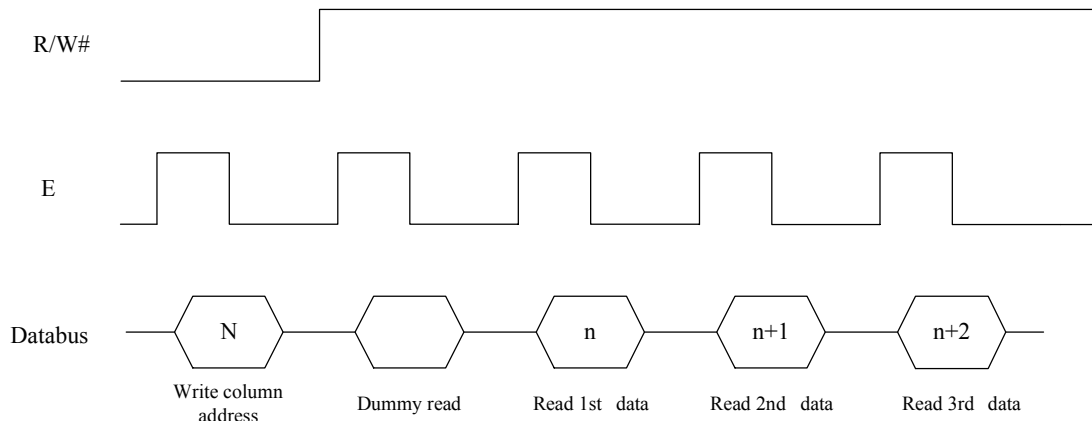 R/W#
E
Databus
N
n
n+1
n+2
Write column
address
Dummy read
Read 1st data
Read 2nd data
Read 3rd data